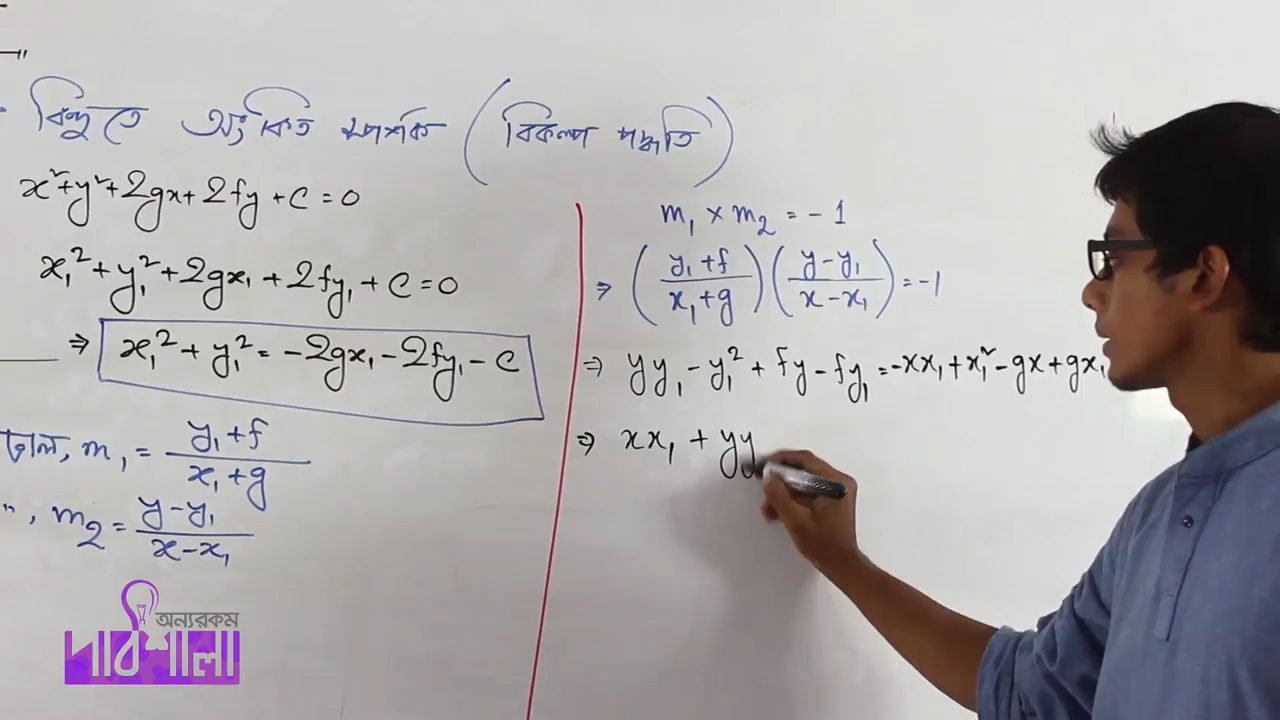 বিন্দুতে অংকিত স্পর্শক (বিকল্প পদ্ধতি)
x²+y²+2gx+2fy+c=0
x₁²+y₁²+2gx₁+2fy₁+c=0
⇒ x₁²+y₁²=-2gx₁-2fy₁-c
ঢাল, m₁ = (y₁+f)/(x₁+g)
", m₂ = (y-y₁)/(x-x₁)
m₁ × m₂ = -1
⇒ ((y₁+f)/(x₁+g))((y-y₁)/(x-x₁)) = -1
⇒ yy₁ - y₁² + fy - fy₁ = -xx₁ + x₁² - gx + gx₁
⇒ xx₁ + yy
অন্যরকম
পাঠশালা